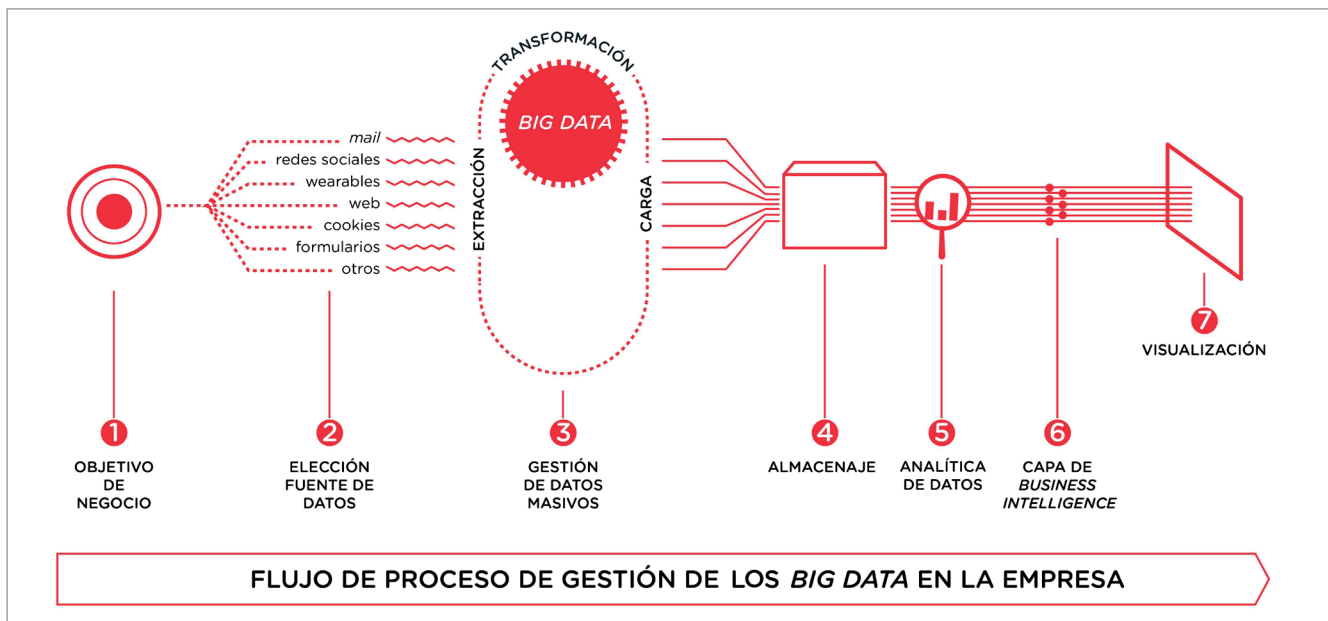 TRANSFORMACIÓN
BIG DATA
EXTRACCIÓN
CARGA
mail
redes sociales
wearables
web
cookies
formularios
otros
1
OBJETIVO
DE
NEGOCIO
2
ELECCIÓN
FUENTE DE
DATOS
3
GESTIÓN
DE DATOS
MASIVOS
4
ALMACENAJE
5
ANALÍTICA
DE DATOS
6
CAPA DE
BUSINESS
INTELLIGENCE
7
VISUALIZACIÓN
FLUJO DE PROCESO DE GESTIÓN DE LOS BIG DATA EN LA EMPRESA